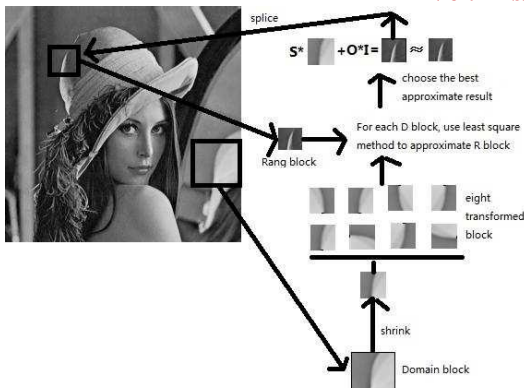 splice
S* +O*I= ≈
choose the best
approximate result
For each D block, use least square
method to approximate R block
Rang block
eight
transformed
block
shrink
Domain block